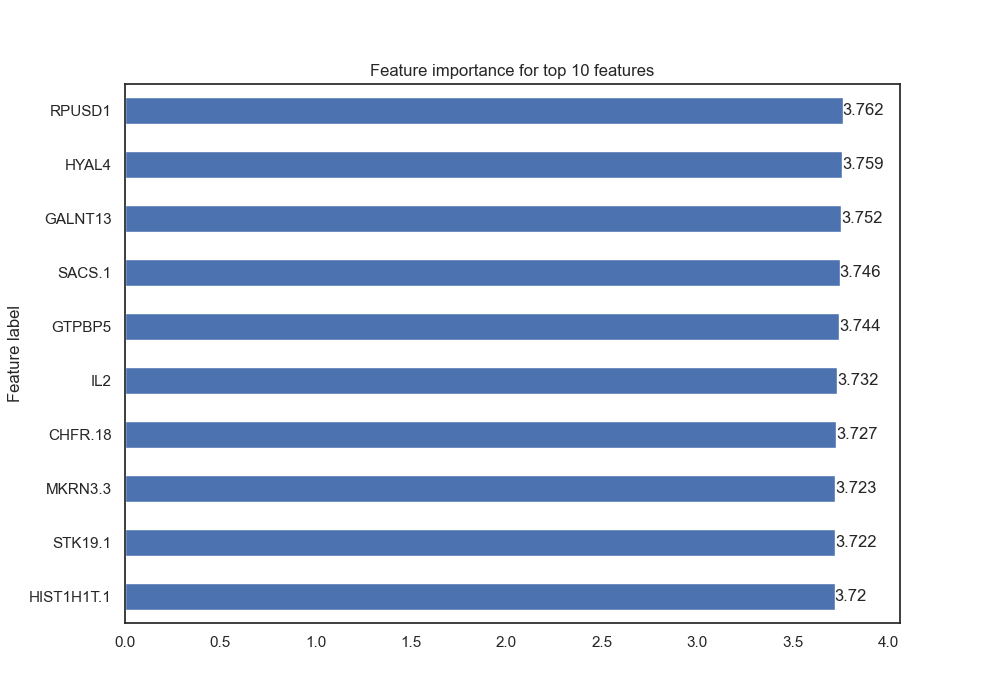 Feature importance for top 10 features
Feature label
RPUSD1 3.762
HYAL4 3.759
GALNT13 3.752
SACS.1 3.746
GTPBP5 3.744
IL2 3.732
CHFR.18 3.727
MKRN3.3 3.723
STK19.1 3.722
HIST1H1T.1 3.72
0.0 0.5 1.0 1.5 2.0 2.5 3.0 3.5 4.0